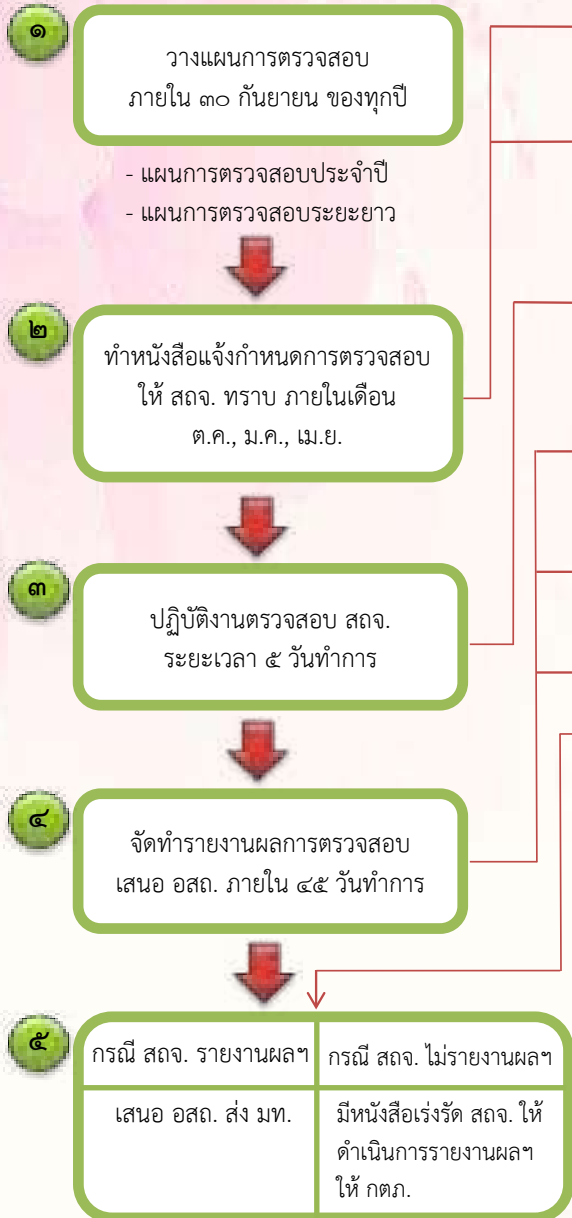 ๑
วางแผนการตรวจสอบ
ภายใน ๓๐ กันยายน ของทุกปี
- แผนการตรวจสอบประจำปี
- แผนการตรวจสอบระยะยาว
๒
ทำหนังสือแจ้งกำหนดการตรวจสอบ
ให้ สถจ. ทราบ ภายในเดือน
ต.ค., ม.ค., เม.ย.
๓
ปฏิบัติงานตรวจสอบ สถจ.
ระยะเวลา ๕ วันทำการ
๔
จัดทำรายงานผลการตรวจสอบ
เสนอ อสถ. ภายใน ๔๕ วันทำการ
๕
กรณี สถจ. รายงานผลฯ
กรณี สถจ. ไม่รายงานผลฯ
เสนอ อสถ. ส่ง มท.
มีหนังสือเร่งรัด สถจ. ให้
ดำเนินการรายงานผลฯ
ให้ กตภ.